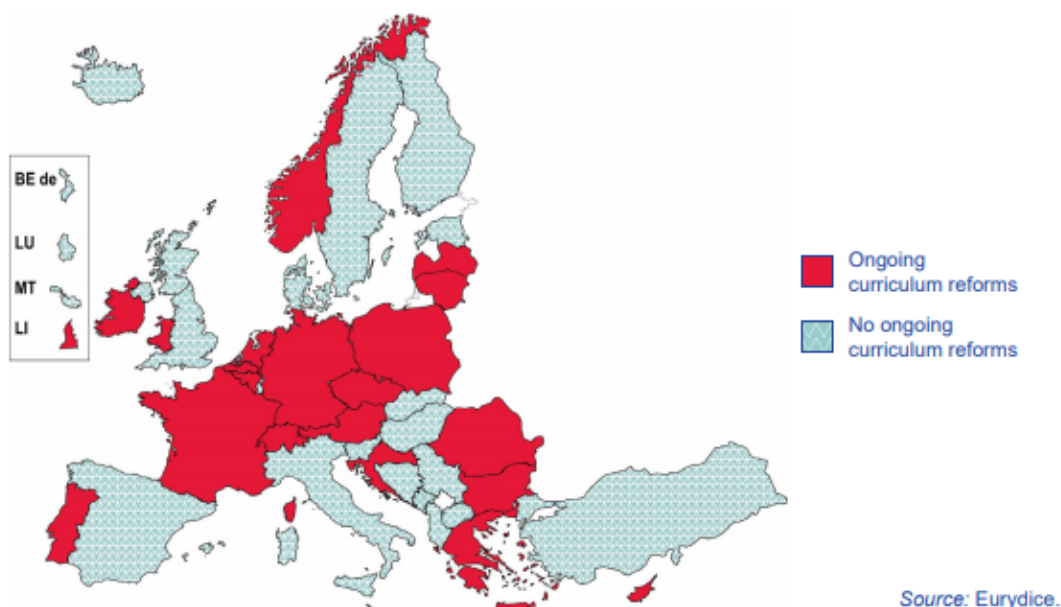 BE de
LU
MT
LI
Ongoing
curriculum reforms
No ongoing
curriculum reforms
Source: Eurydice.